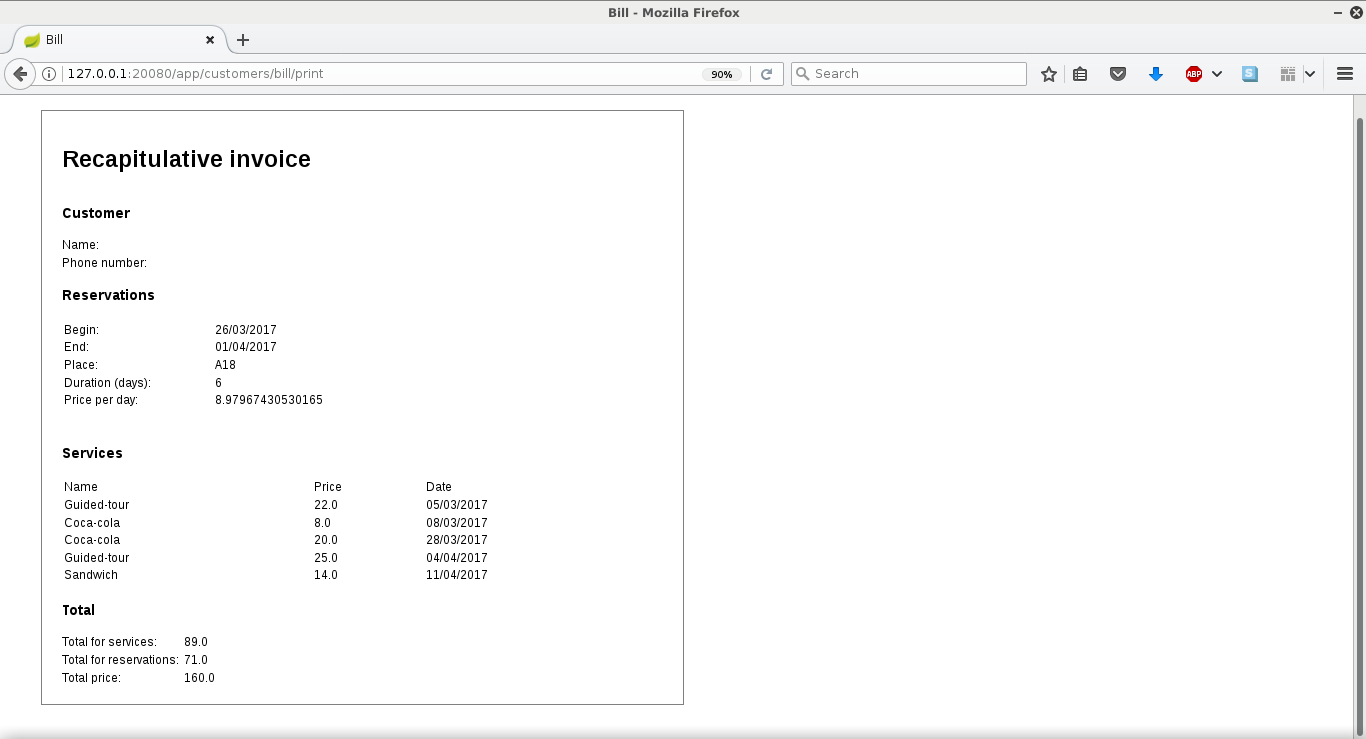 Bill - Mozilla Firefox
Bill
127.0.0.1:20080/app/customers/bill/print 90% Search ABP S
Recapitulative invoice
Customer
Name:
Phone number:
Reservations
Begin: 26/03/2017
End: 01/04/2017
Place: A18
Duration (days): 6
Price per day: 8.97967430530165
Services
Name Price Date
Guided-tour 22.0 05/03/2017
Coca-cola 8.0 08/03/2017
Coca-cola 20.0 28/03/2017
Guided-tour 25.0 04/04/2017
Sandwich 14.0 11/04/2017
Total
Total for services: 89.0
Total for reservations: 71.0
Total price: 160.0